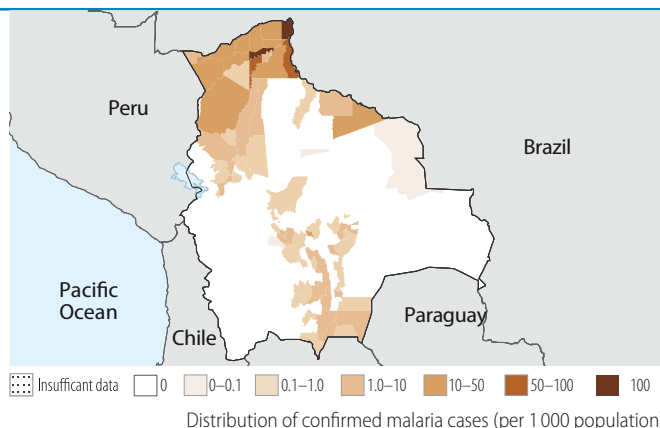 Peru
Brazil
Pacific
Ocean
Chile
Paraguay
Insufficant data 0 0–0.1 0.1–1.0 1.0–10 10–50 50–100 100
Distribution of confirmed malaria cases (per 1 000 population